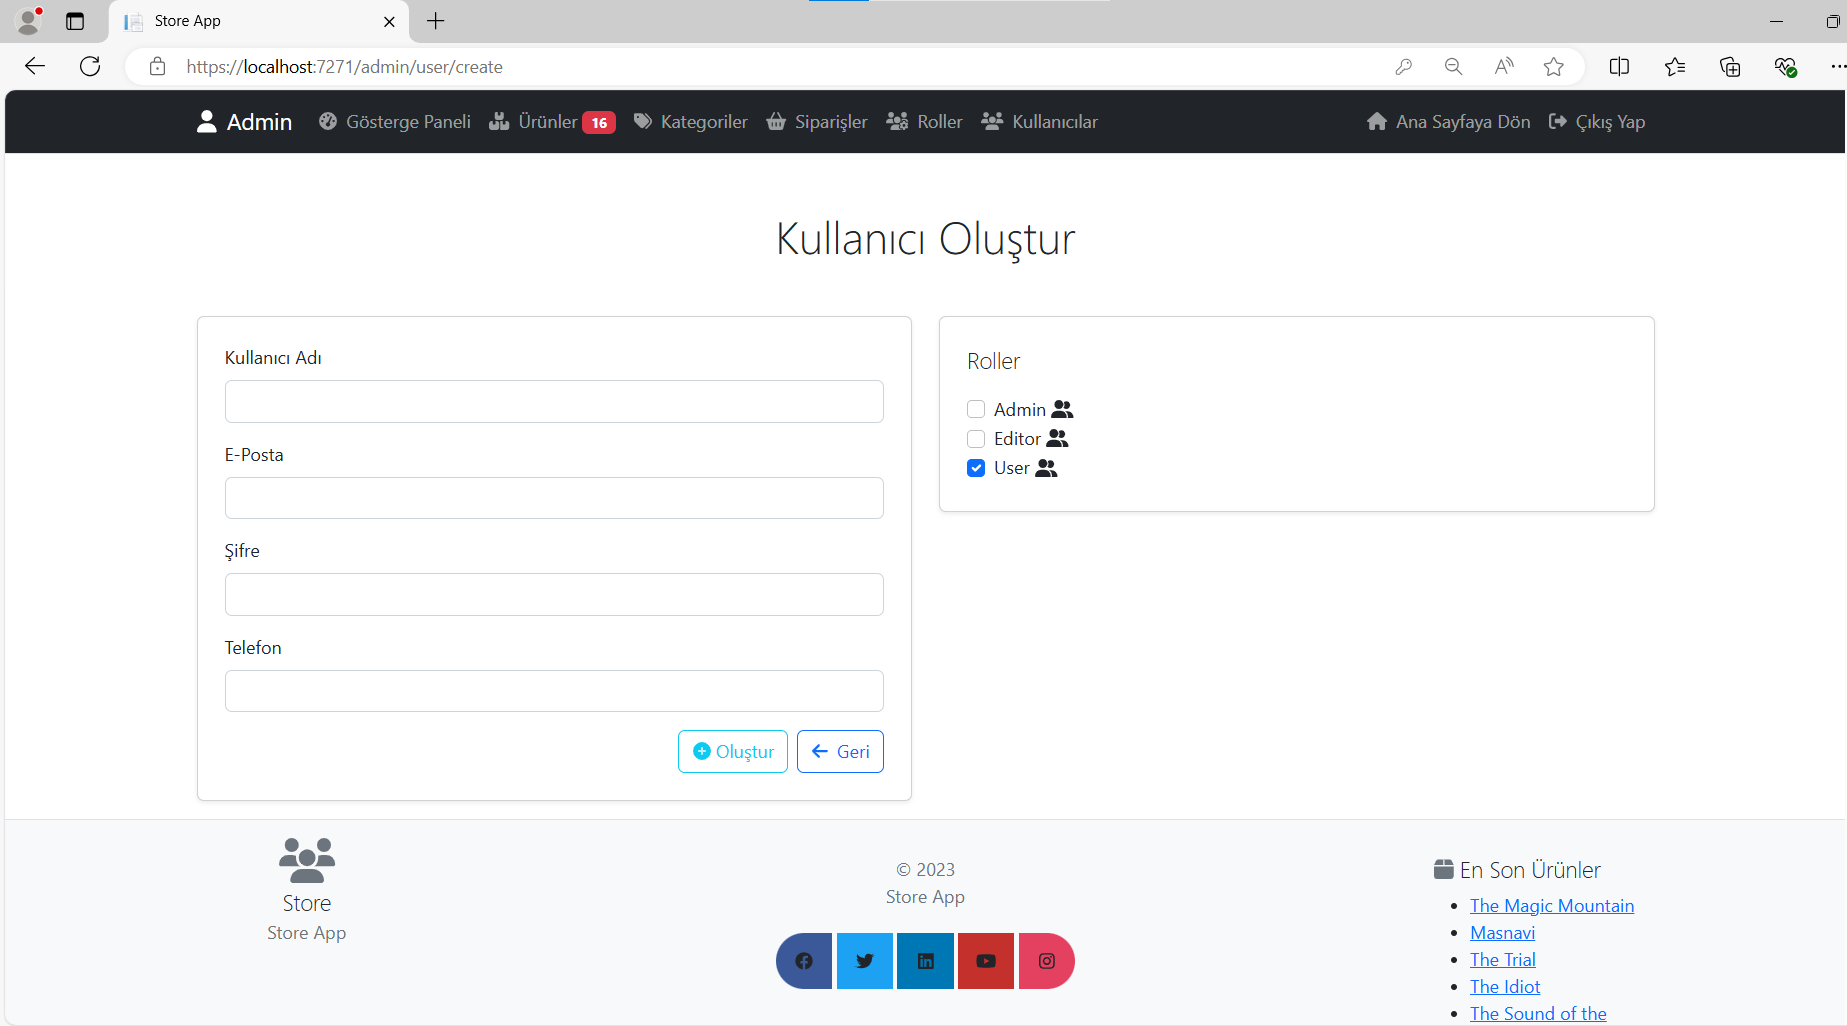 Store App
https://localhost:7271/admin/user/create
Admin Gösterge Paneli Ürünler 16 Kategoriler Siparişler Roller Kullanıcılar Ana Sayfaya Dön Çıkış Yap
Kullanıcı Oluştur
Kullanıcı Adı
E-Posta
Şifre
Telefon
Oluştur Geri
Roller
Admin
Editor
User
Store
Store App
© 2023
Store App
En Son Ürünler
The Magic Mountain
Masnavi
The Trial
The Idiot
The Sound of the